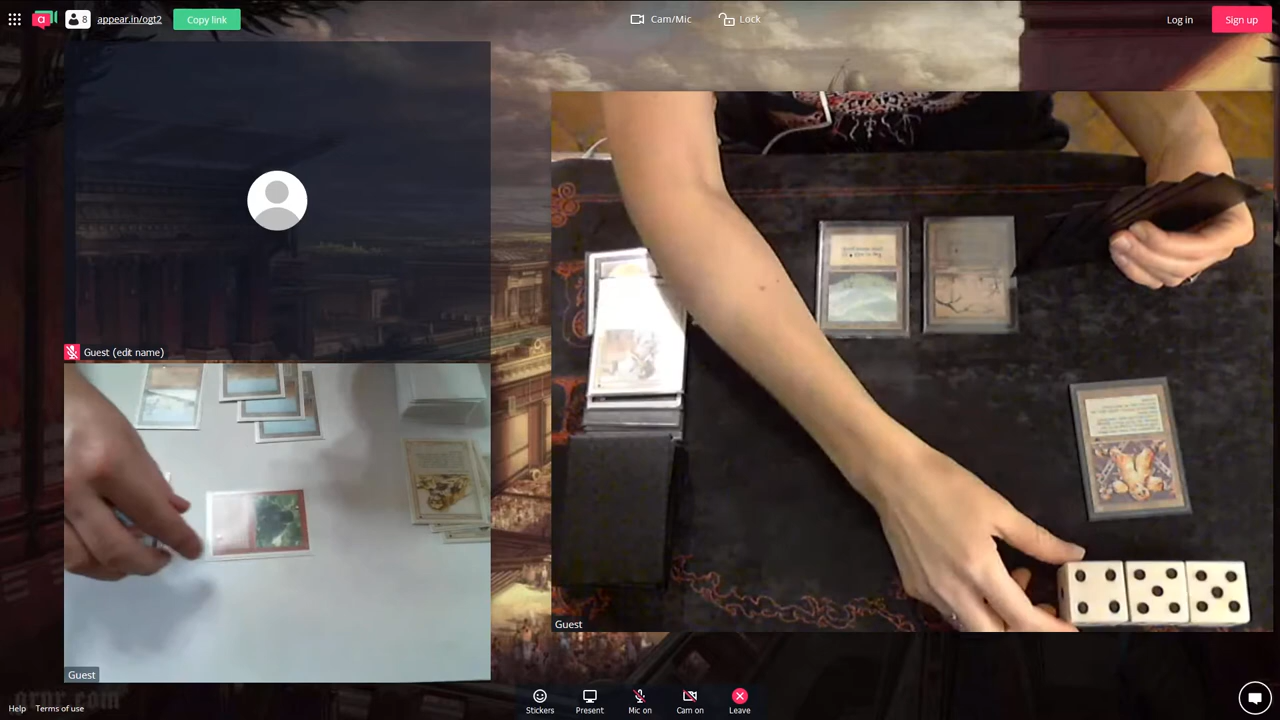 8
appear.in/ogt2
Copy link
Cam/Mic
Lock
Log in
Sign up
Guest (edit name)
Guest
Guest
Stickers
Present
Mic on
Cam on
Leave
Help
Terms of use